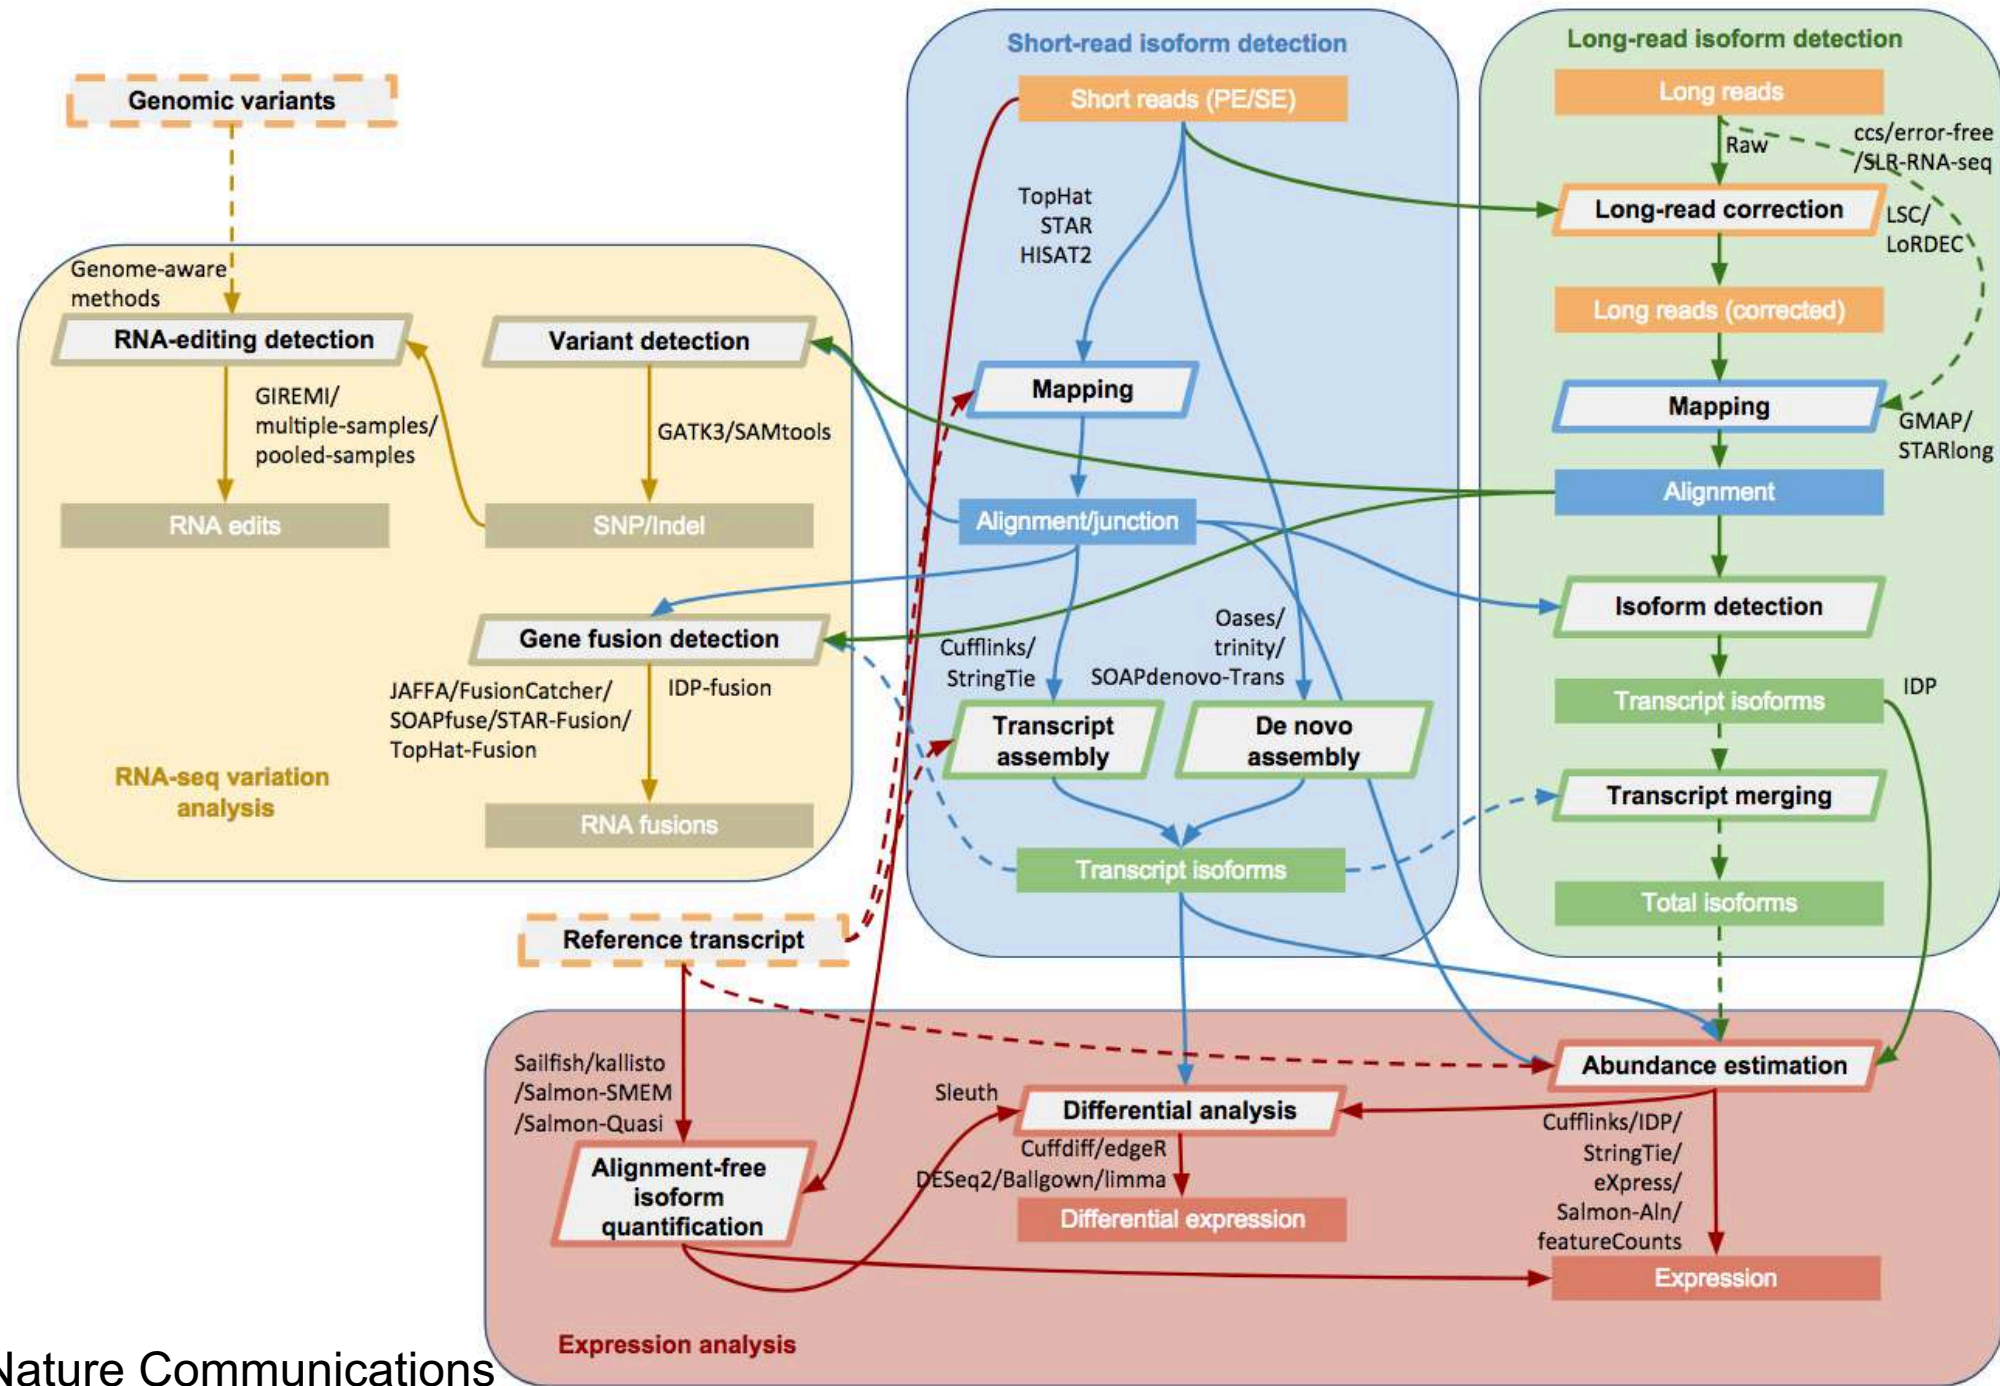 Short-read isoform detection
Long-read isoform detection
Genomic variants
Short reads (PE/SE)
Long reads
Raw
ccs/error-free
/SLR-RNA-seq
TopHat
STAR
HISAT2
Long-read correction
LSC/
LoRDEC
Genome-aware
methods
Long reads (corrected)
RNA-editing detection
Variant detection
Mapping
Mapping
GIREMI/
multiple-samples/
pooled-samples
GATK3/SAMtools
GMAP/
STARlong
Alignment
RNA edits
SNP/Indel
Alignment/junction
Isoform detection
Gene fusion detection
Cufflinks/
StringTie
Oases/
trinity/
SOAPdenovo-Trans
JAFFA/FusionCatcher/
SOAPfuse/STAR-Fusion/
TopHat-Fusion
IDP-fusion
Transcript isoforms
IDP
Transcript
assembly
De novo
assembly
RNA-seq variation
analysis
Transcript merging
RNA fusions
Transcript isoforms
Total isoforms
Reference transcript
Sailfish/kallisto
/Salmon-SMEM
/Salmon-Quasi
Sleuth
Abundance estimation
Differential analysis
Cuffdiff/edgeR
DESeq2/Ballgown/limma
Cufflinks/IDP/
StringTie/
eXpress/
Salmon-Aln/
featureCounts
Alignment-free
isoform
quantification
Differential expression
Expression
Expression analysis
Nature Communications